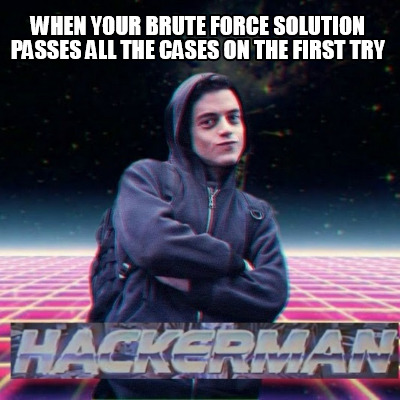 WHEN YOUR BRUTE FORCE SOLUTION
PASSES ALL THE CASES ON THE FIRST TRY
HACKERMAN